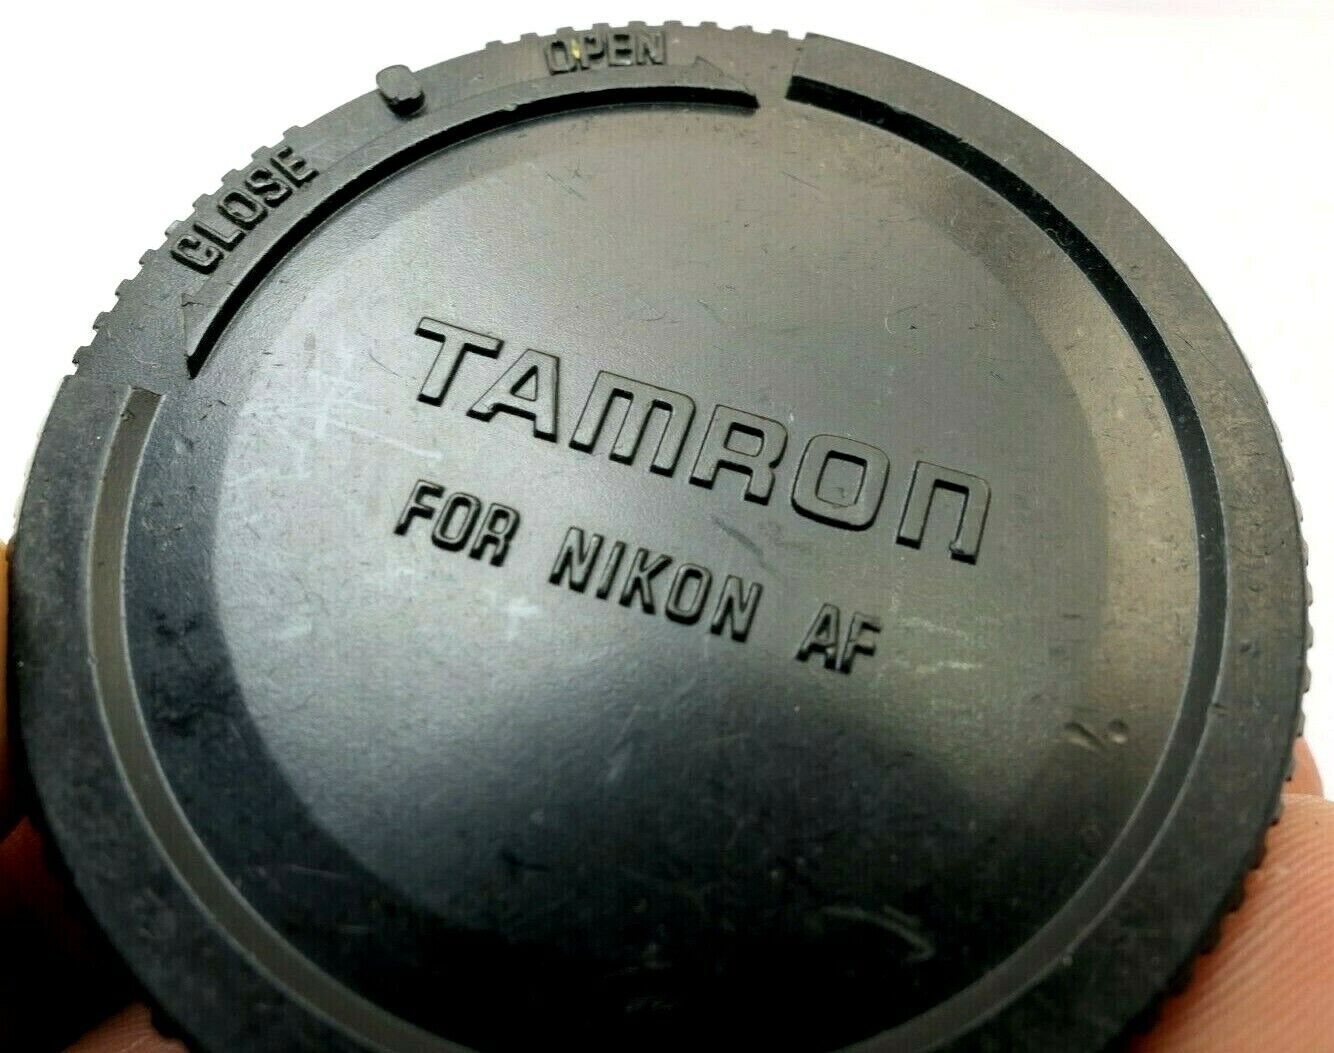 OPEN
CLOSE
TAMRON
FOR NIKON AF